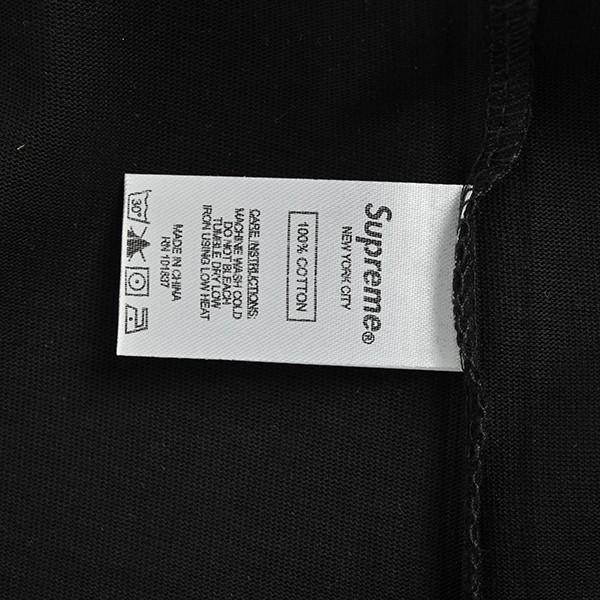 Supreme®
NEW YORK CITY
100% COTTON
CARE INSTRUCTIONS:
MACHINE WASH COLD
DO NOT BLEACH
TUMBLE DRY LOW
IRON USING LOW HEAT
MADE IN CHINA
RN 101837
30°